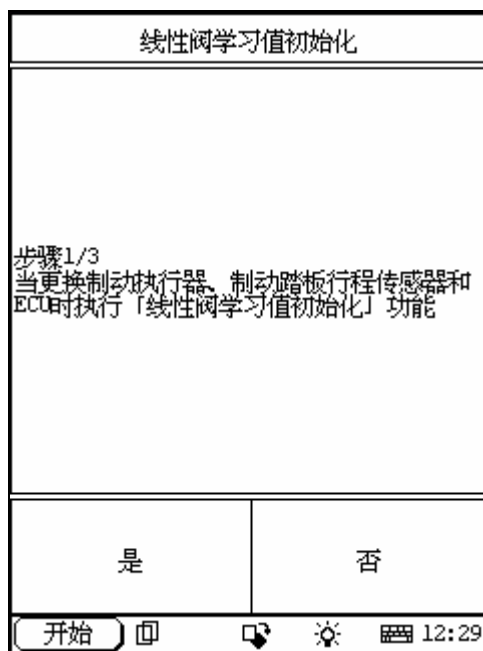 线性阀学习值初始化
步骤1/3
当更换制动执行器、制动踏板行程传感器和
ECU时执行「线性阀学习值初始化」功能
是
否
开始
12:29